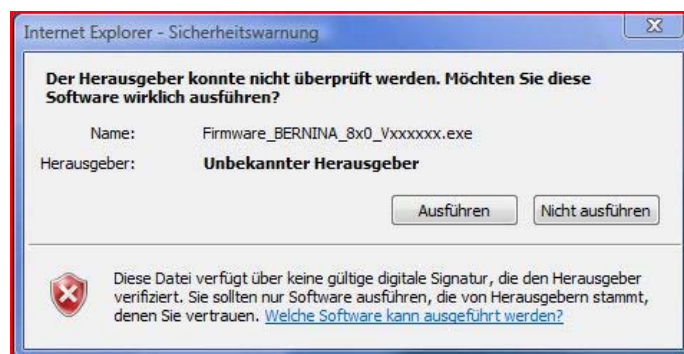 Internet Explorer - Sicherheitswarnung
Der Herausgeber konnte nicht überprüft werden. Möchten Sie diese
Software wirklich ausführen?
Name: Firmware_BERNINA_8x0_Vxxxxxx.exe
Herausgeber: Unbekannter Herausgeber
Ausführen Nicht ausführen
Diese Datei verfügt über keine gültige digitale Signatur, die den Herausgeber
verifiziert. Sie sollten nur Software ausführen, die von Herausgebern stammt,
denen Sie vertrauen. Welche Software kann ausgeführt werden?